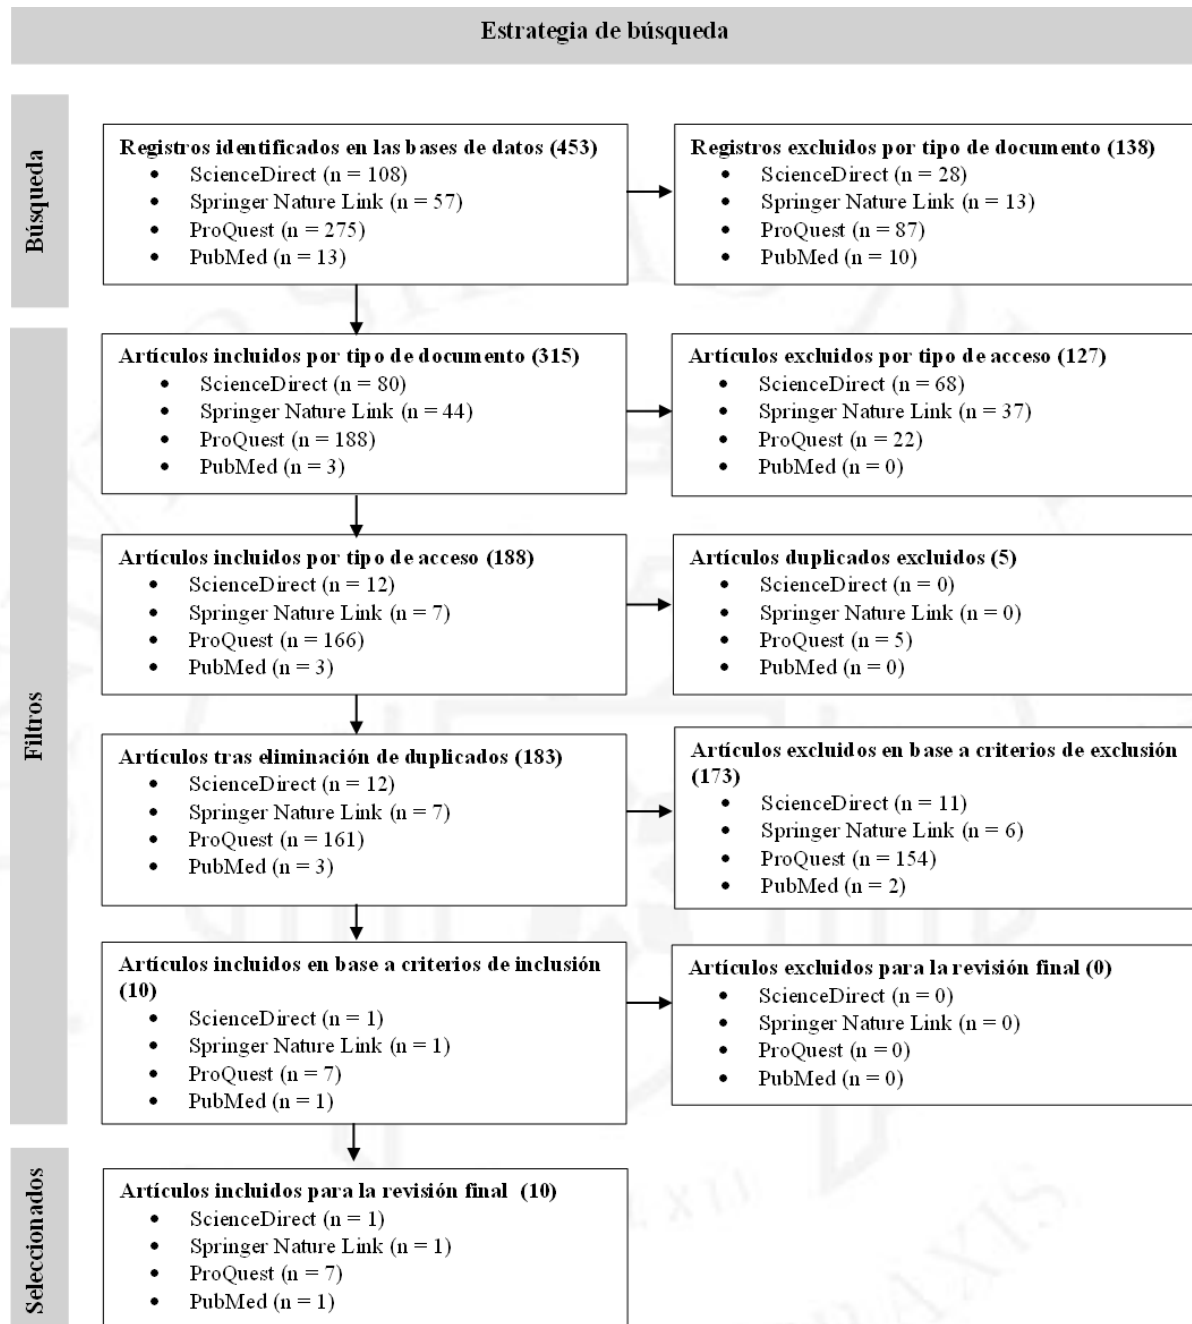 Estrategia de búsqueda
Búsqueda
Registros identificados en las bases de datos (453)
• ScienceDirect (n = 108)
• Springer Nature Link (n = 57)
• ProQuest (n = 275)
• PubMed (n = 13)
Registros excluidos por tipo de documento (138)
• ScienceDirect (n = 28)
• Springer Nature Link (n = 13)
• ProQuest (n = 87)
• PubMed (n = 10)
Filtros
Artículos incluidos por tipo de documento (315)
• ScienceDirect (n = 80)
• Springer Nature Link (n = 44)
• ProQuest (n = 188)
• PubMed (n = 3)
Artículos excluidos por tipo de acceso (127)
• ScienceDirect (n = 68)
• Springer Nature Link (n = 37)
• ProQuest (n = 22)
• PubMed (n = 0)
Artículos incluidos por tipo de acceso (188)
• ScienceDirect (n = 12)
• Springer Nature Link (n = 7)
• ProQuest (n = 166)
• PubMed (n = 3)
Artículos duplicados excluidos (5)
• ScienceDirect (n = 0)
• Springer Nature Link (n = 0)
• ProQuest (n = 5)
• PubMed (n = 0)
Artículos tras eliminación de duplicados (183)
• ScienceDirect (n = 12)
• Springer Nature Link (n = 7)
• ProQuest (n = 161)
• PubMed (n = 3)
Artículos excluidos en base a criterios de exclusión
(173)
• ScienceDirect (n = 11)
• Springer Nature Link (n = 6)
• ProQuest (n = 154)
• PubMed (n = 2)
Artículos incluidos en base a criterios de inclusión
(10)
• ScienceDirect (n = 1)
• Springer Nature Link (n = 1)
• ProQuest (n = 7)
• PubMed (n = 1)
Artículos excluidos para la revisión final (0)
• ScienceDirect (n = 0)
• Springer Nature Link (n = 0)
• ProQuest (n = 0)
• PubMed (n = 0)
Seleccionados
Artículos incluidos para la revisión final (10)
• ScienceDirect (n = 1)
• Springer Nature Link (n = 1)
• ProQuest (n = 7)
• PubMed (n = 1)